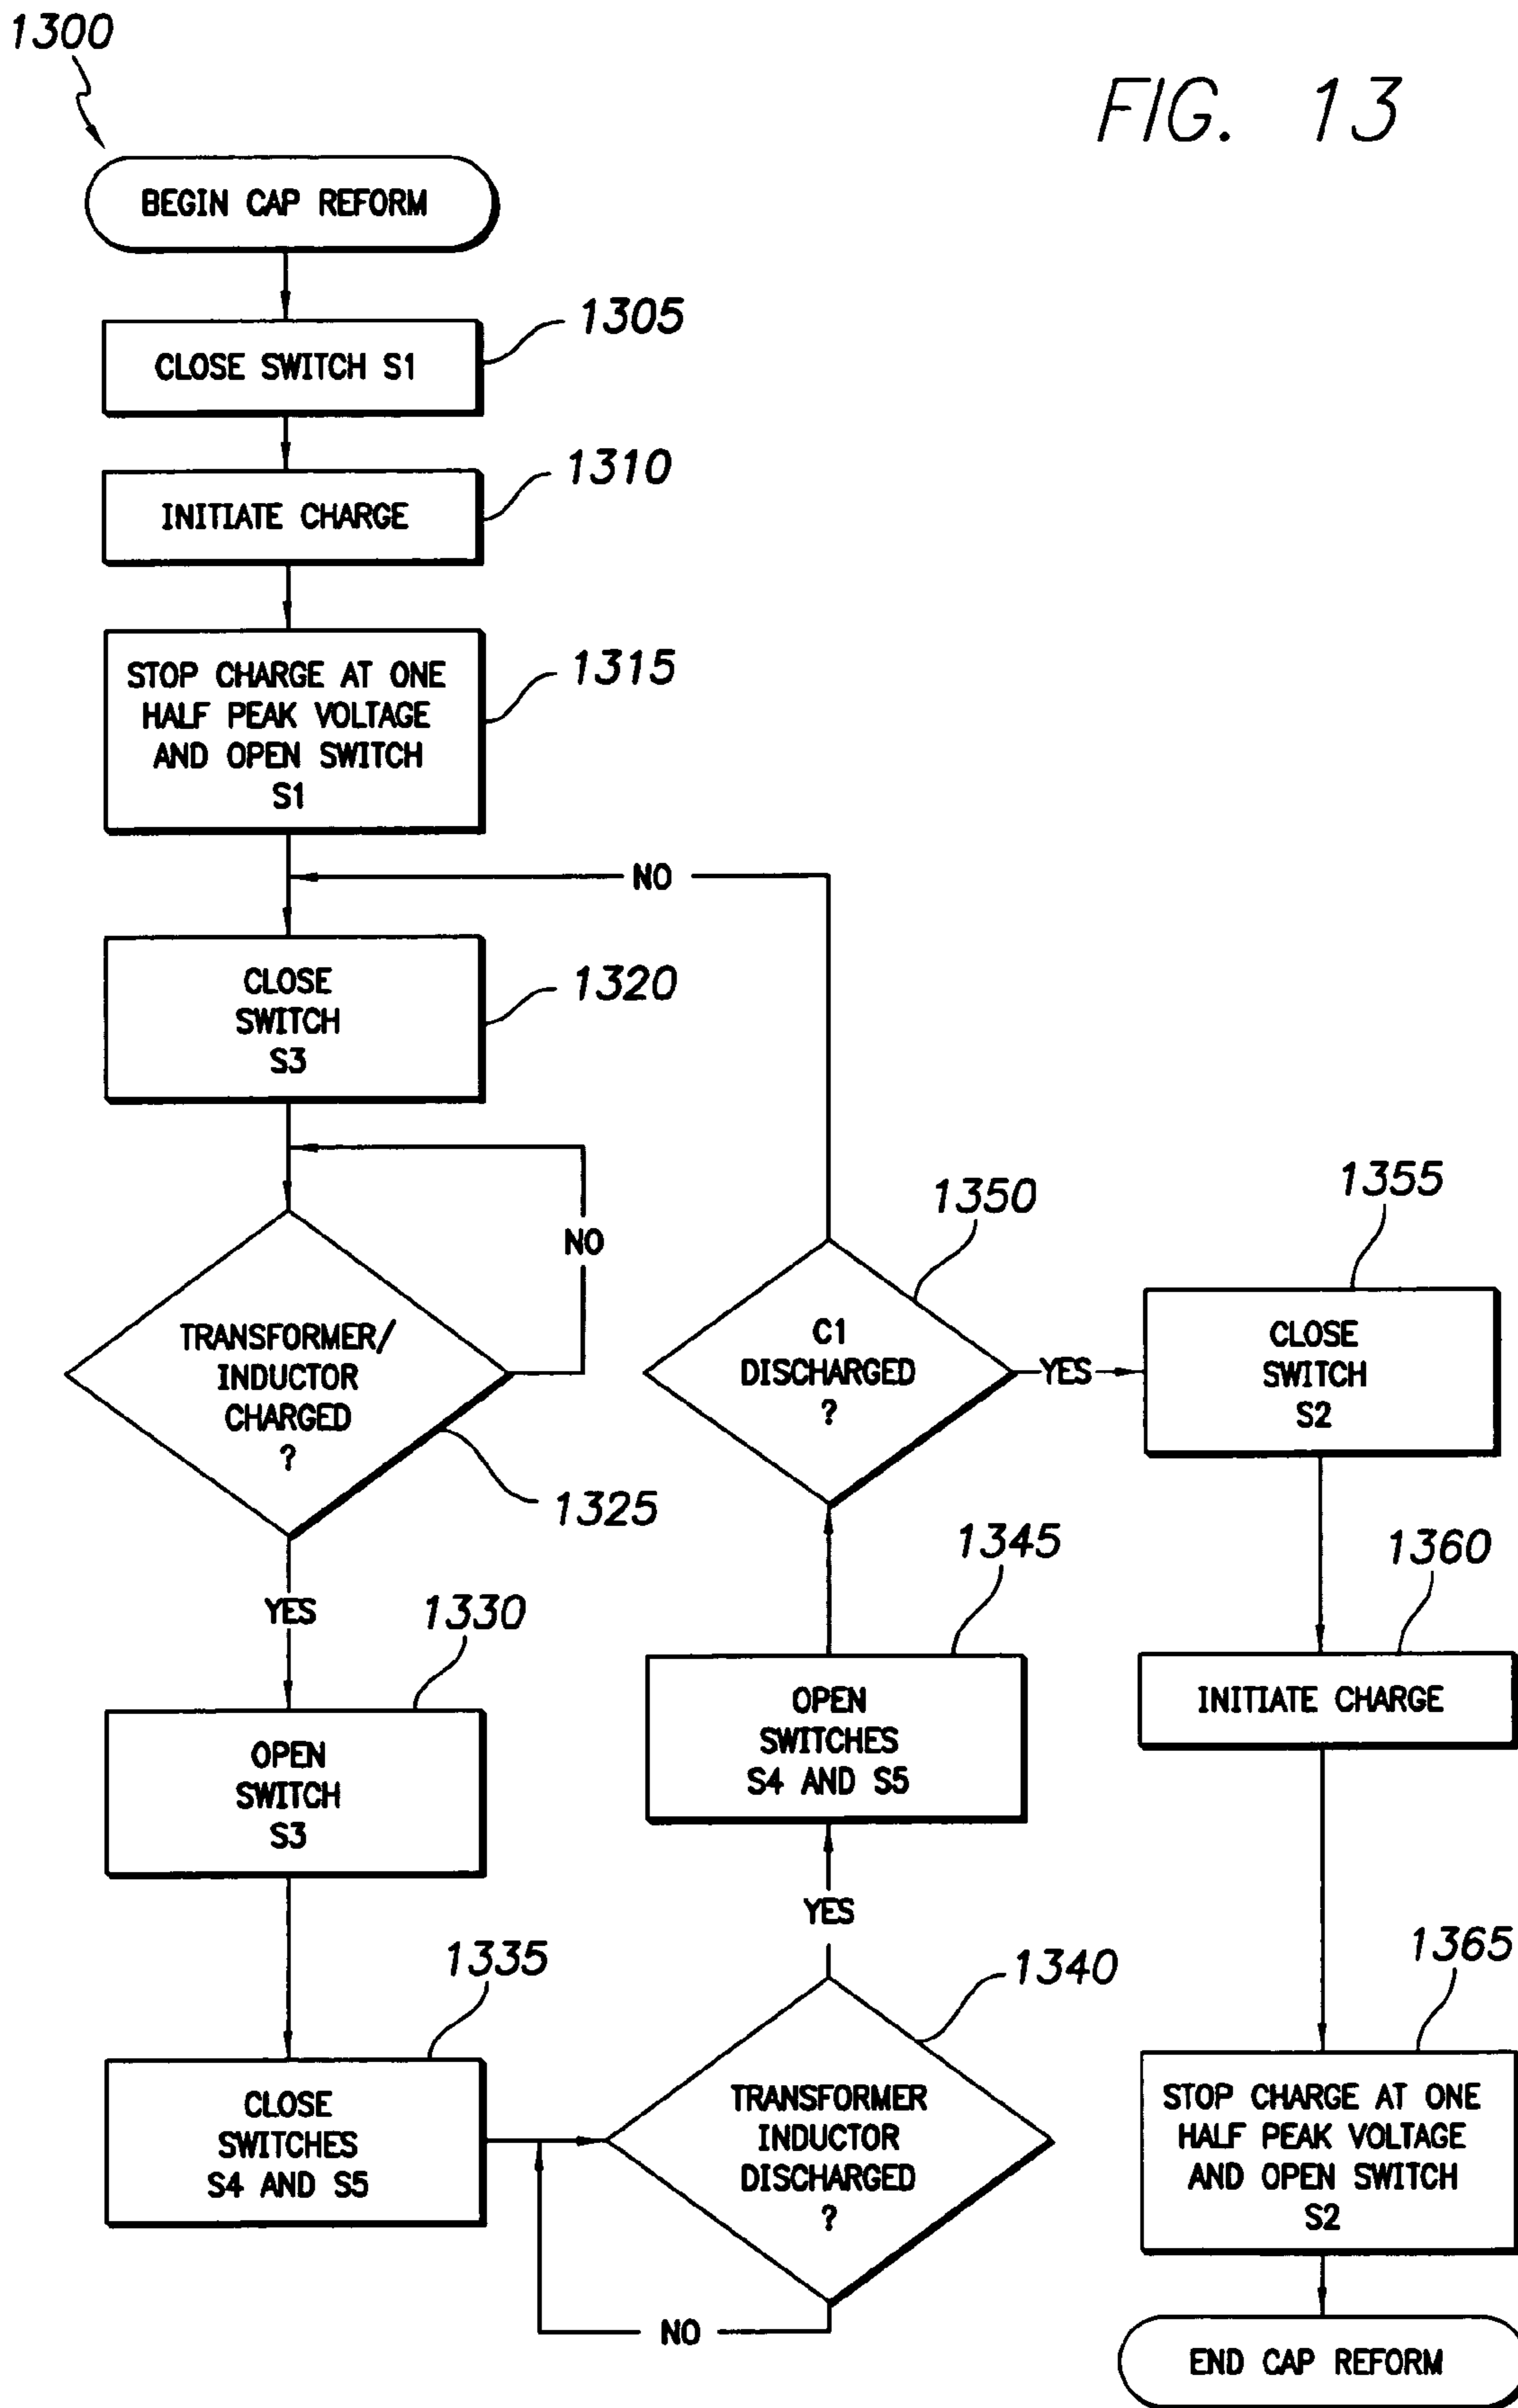 1300
FIG. 13
BEGIN CAP REFORM
1305
CLOSE SWITCH S1
1310
INITIATE CHARGE
1315
STOP CHARGE AT ONE
HALF PEAK VOLTAGE
AND OPEN SWITCH
S1
NO
1320
CLOSE
SWITCH
S3
NO
TRANSFORMER/
INDUCTOR
CHARGED
?
1325
YES
1330
OPEN
SWITCH
S3
1335
CLOSE
SWITCHES
S4 AND S5
1340
TRANSFORMER
INDUCTOR
DISCHARGED
?
NO
YES
1345
OPEN
SWITCHES
S4 AND S5
1350
C1
DISCHARGED
?
YES
1355
CLOSE
SWITCH
S2
1360
INITIATE CHARGE
1365
STOP CHARGE AT ONE
HALF PEAK VOLTAGE
AND OPEN SWITCH
S2
END CAP REFORM